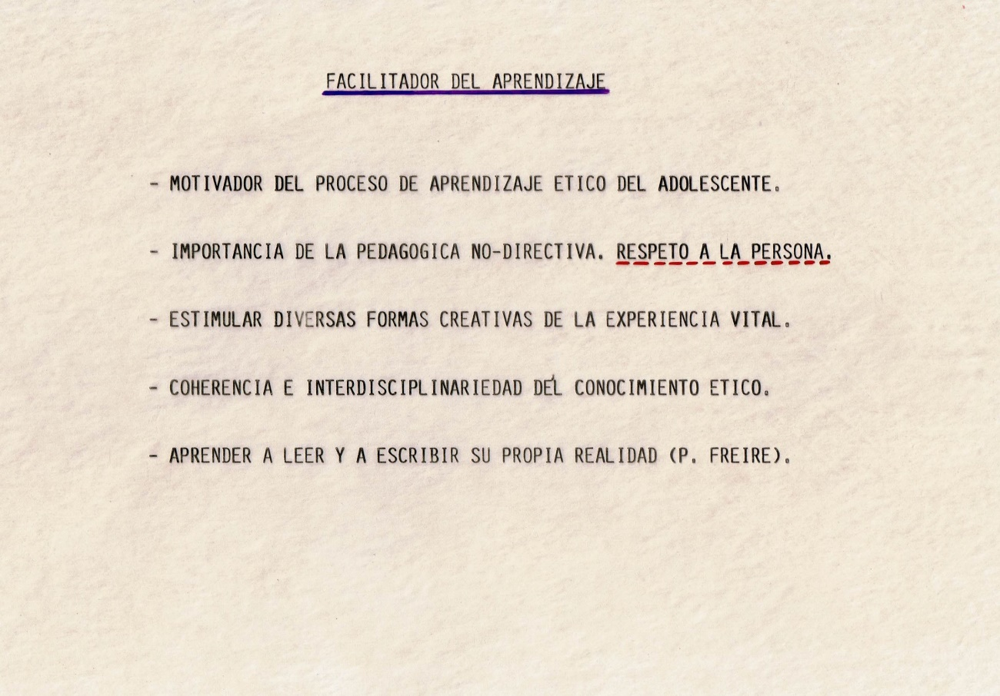 FACILITADOR DEL APRENDIZAJE
- MOTIVADOR DEL PROCESO DE APRENDIZAJE ETICO DEL ADOLESCENTE.
- IMPORTANCIA DE LA PEDAGOGICA NO-DIRECTIVA. RESPETO A LA PERSONA.
- ESTIMULAR DIVERSAS FORMAS CREATIVAS DE LA EXPERIENCIA VITAL.
- COHERENCIA E INTERDISCIPLINARIEDAD DEL CONOCIMIENTO ETICO.
- APRENDER A LEER Y A ESCRIBIR SU PROPIA REALIDAD (P. FREIRE).